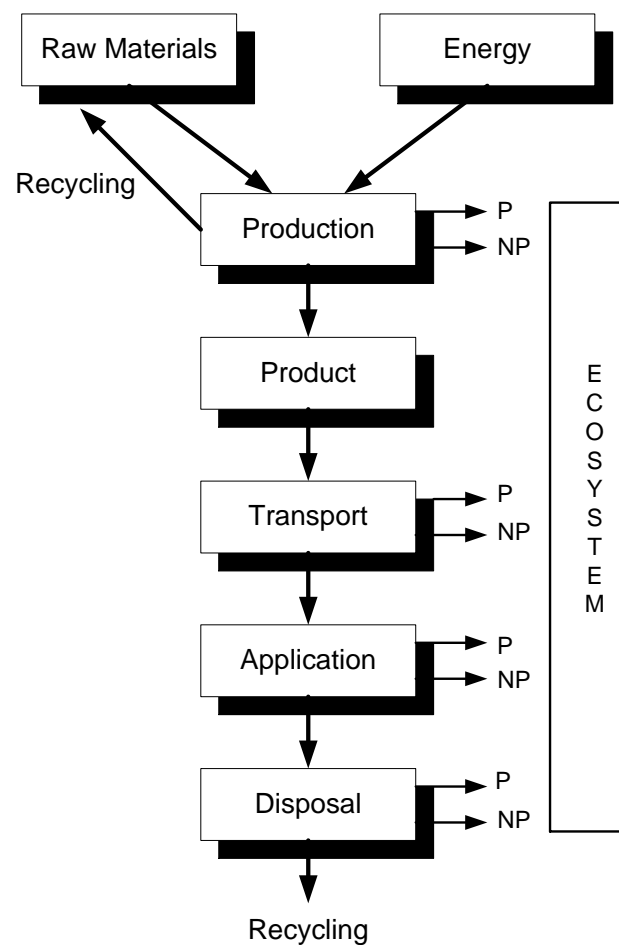 Raw Materials
Energy
Recycling
Production
P
NP
Product
Transport
P
NP
Application
P
NP
Disposal
P
NP
Recycling
E
C
O
S
Y
S
T
E
M